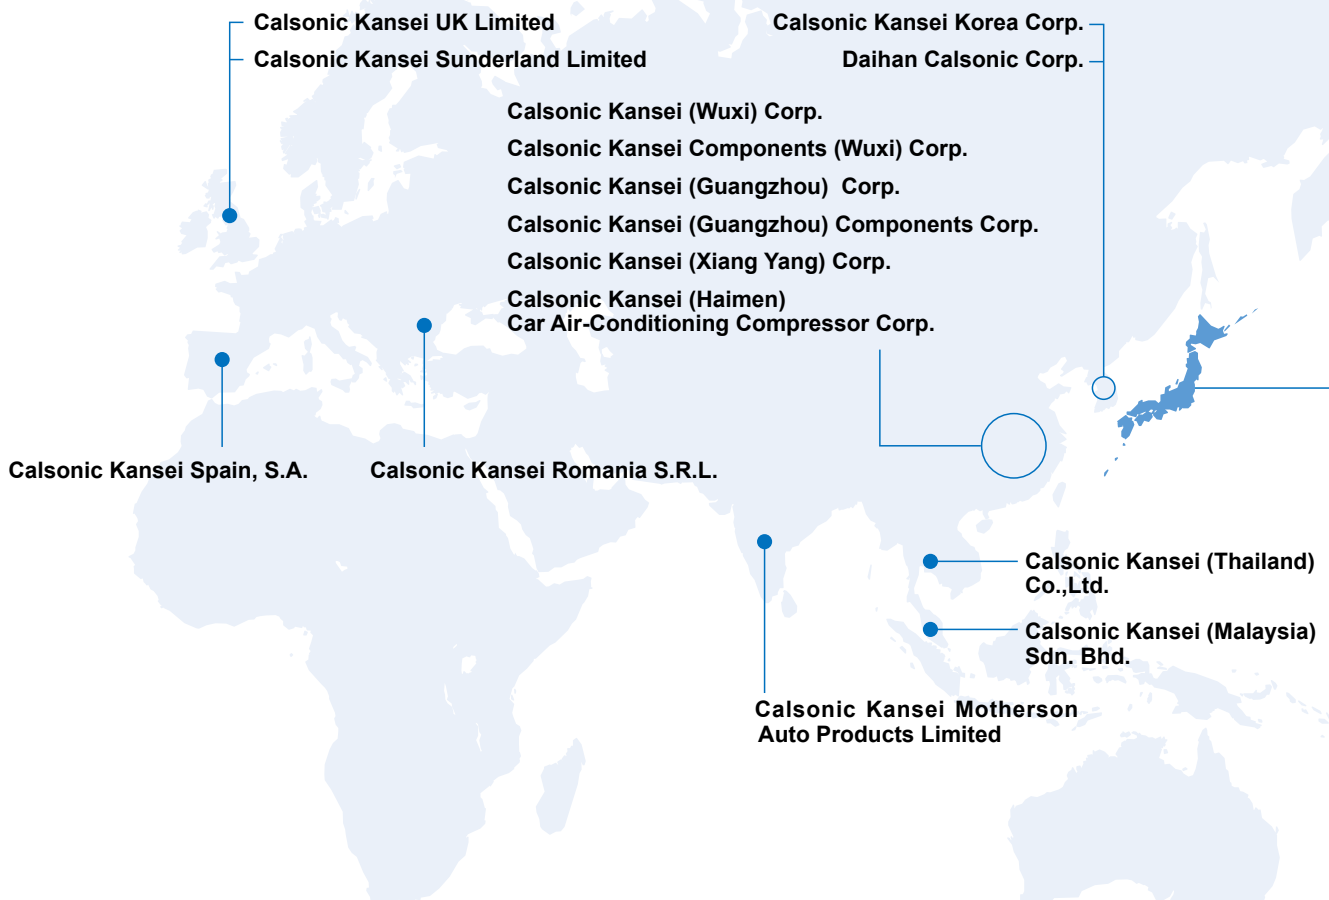 Calsonic Kansei UK Limited
Calsonic Kansei Sunderland Limited
Calsonic Kansei Korea Corp.
Daihan Calsonic Corp.
Calsonic Kansei (Wuxi) Corp.
Calsonic Kansei Components (Wuxi) Corp.
Calsonic Kansei (Guangzhou) Corp.
Calsonic Kansei (Guangzhou) Components Corp.
Calsonic Kansei (Xiang Yang) Corp.
Calsonic Kansei (Haimen)
Car Air-Conditioning Compressor Corp.
Calsonic Kansei Spain, S.A.
Calsonic Kansei Romania S.R.L.
Calsonic Kansei (Thailand)
Co.,Ltd.
Calsonic Kansei (Malaysia)
Sdn. Bhd.
Calsonic Kansei Motherson
Auto Products Limited